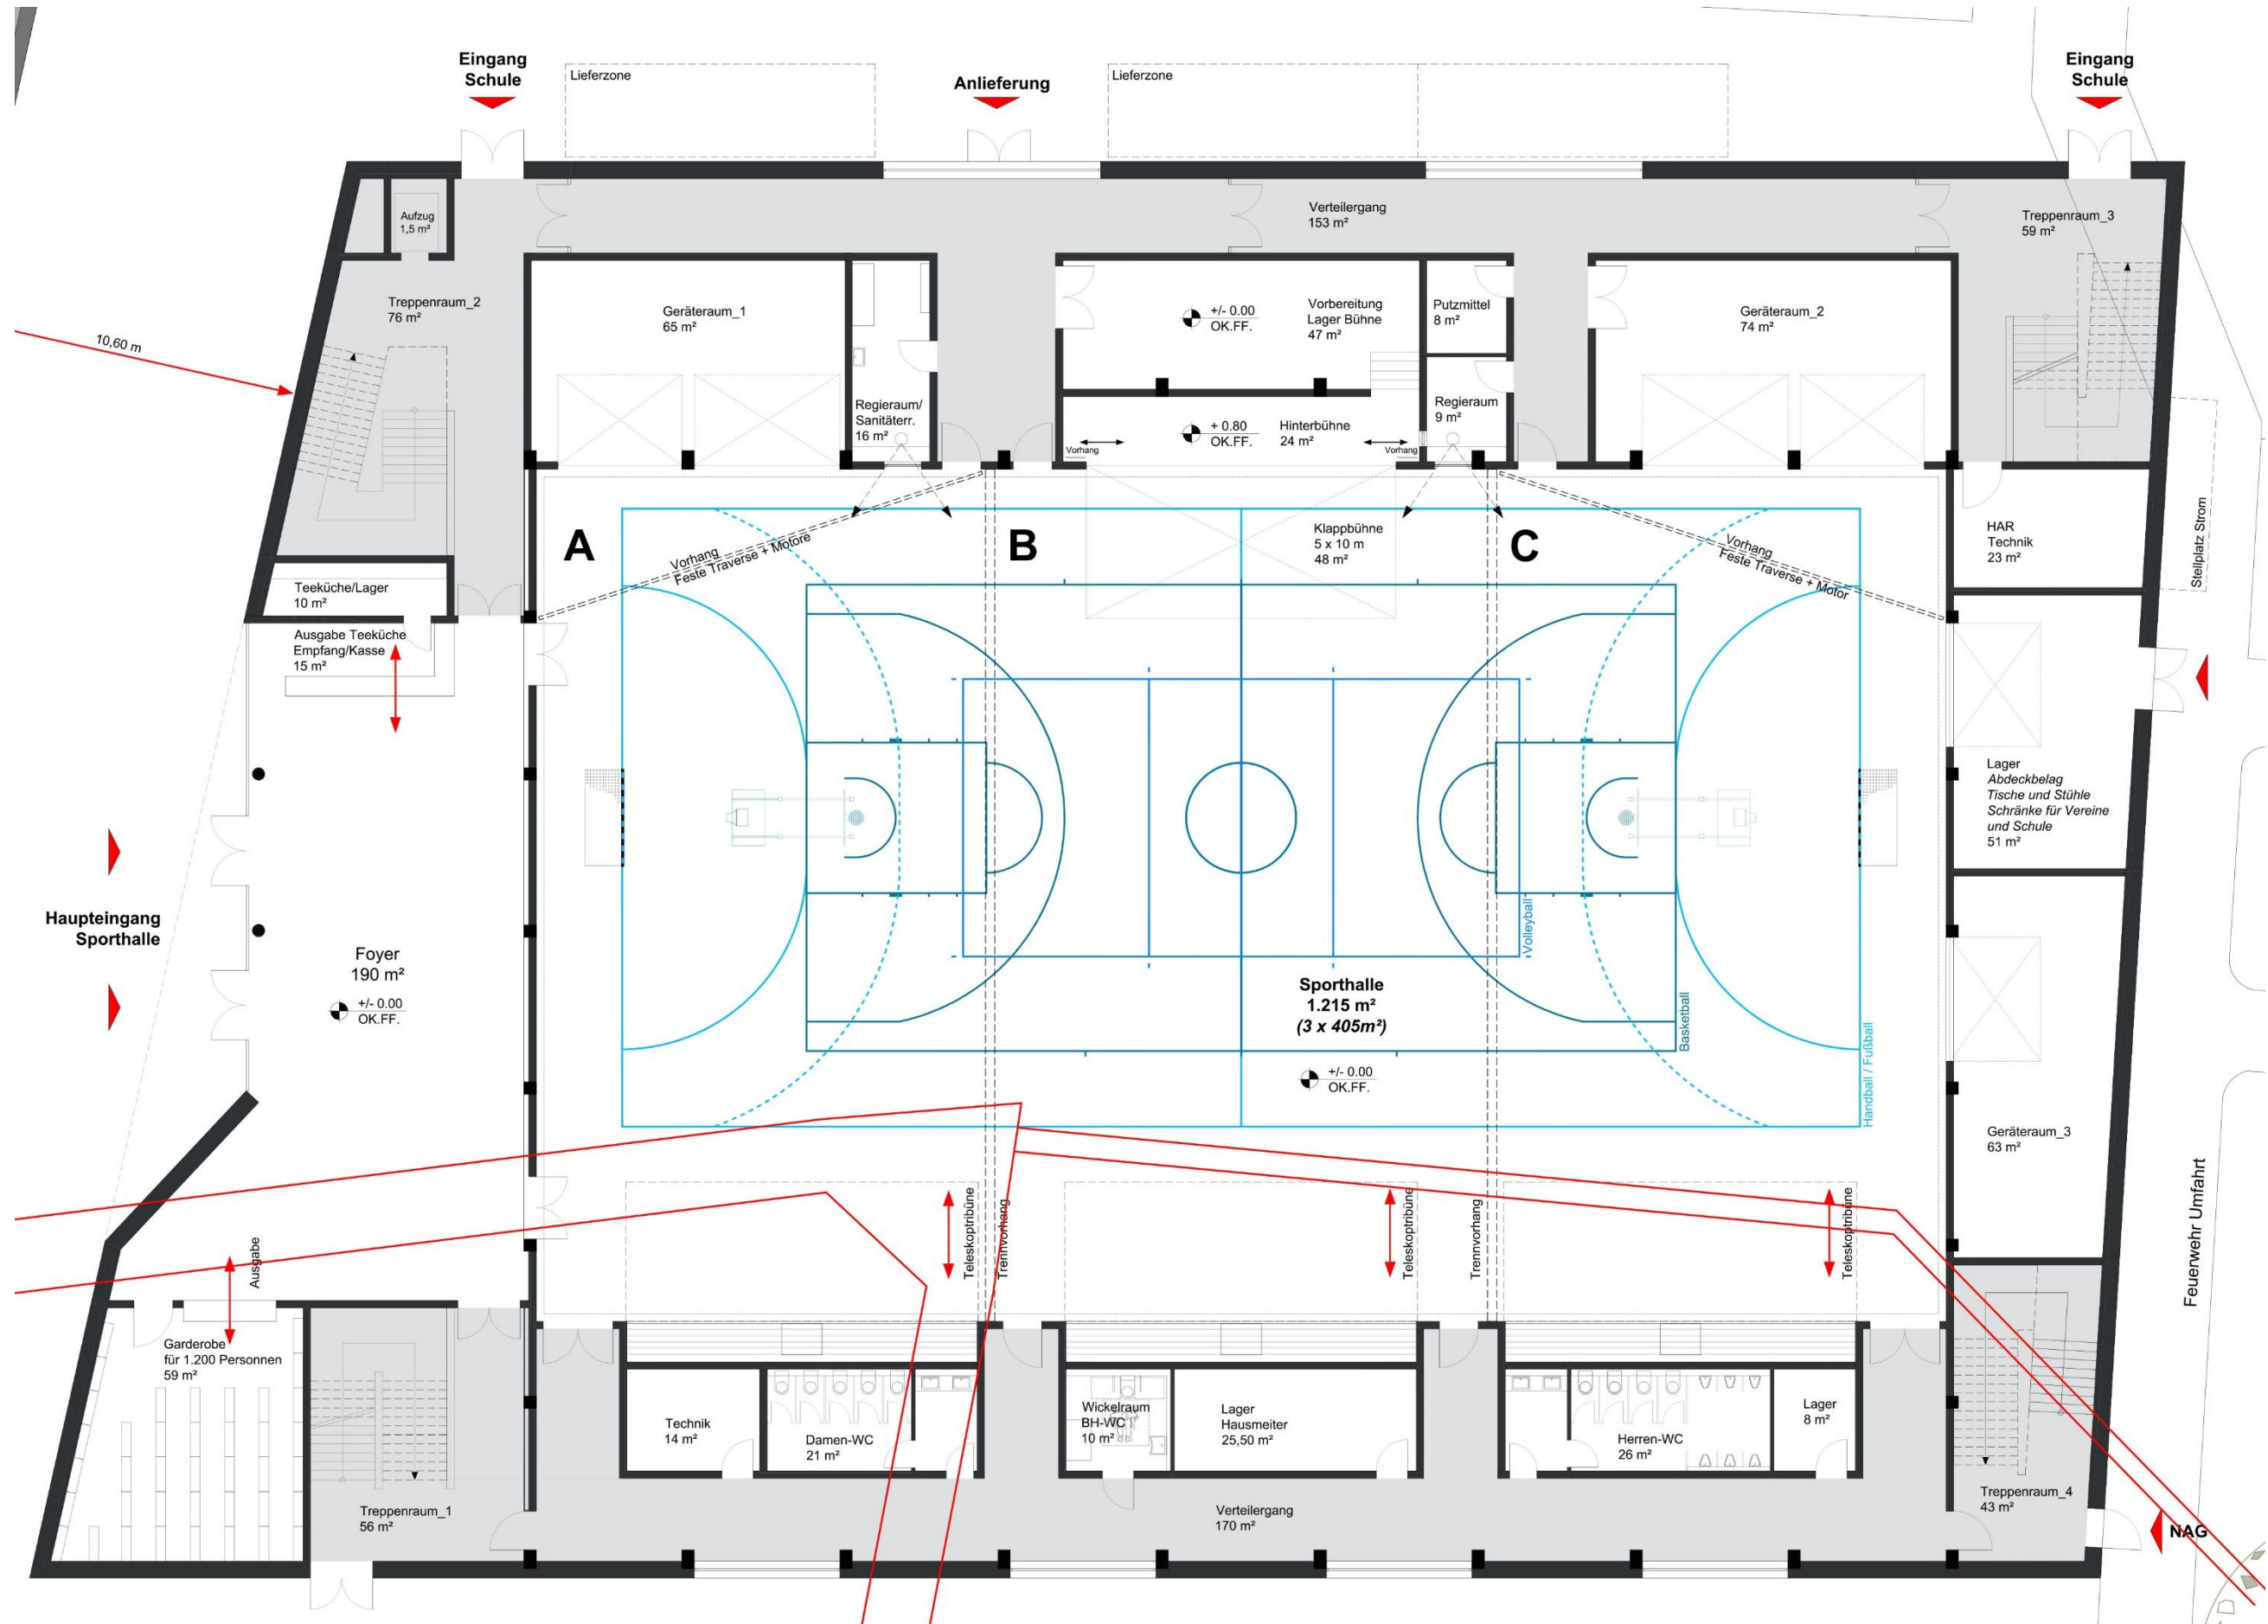 Eingang
Schule
Lieferzone
Anlieferung
Lieferzone
Eingang
Schule
Aufzug
1,5 m²
Verteilergang
153 m²
Treppenraum_3
59 m²
Treppenraum_2
76 m²
Geräteraum_1
65 m²
+/- 0.00
OK.FF.
Vorbereitung
Lager Bühne
47 m²
Putzmittel
8 m²
Geräteraum_2
74 m²
10,60 m
Regieraum/
Sanitäterr.
16 m²
+ 0.80
OK.FF.
Hinterbühne
24 m²
Vorhang
Vorhang
Regieraum
9 m²
A
B
C
Vorhang
Feste Traverse + Motore
Klappbühne
5 x 10 m
48 m²
Vorhang
Feste Traverse + Motor
HAR
Technik
23 m²
Stellplatz Strom
Teeküche/Lager
10 m²
Ausgabe Teeküche
Empfang/Kasse
15 m²
Lager
Abdeckbelag
Tische und Stühle
Schränke für Vereine
und Schule
51 m²
Haupteingang
Sporthalle
Foyer
190 m²
+/- 0.00
OK.FF.
Volleyball
Sporthalle
1.215 m²
(3 x 405m²)
Basketball
Handball / Fußball
+/- 0.00
OK.FF.
Geräteraum_3
63 m²
Feuerwehr Umfahrt
Ausgabe
Teleskoptribüne
Trennvorhang
Teleskoptribüne
Trennvorhang
Teleskoptribüne
Garderobe
für 1.200 Personnen
59 m²
Technik
14 m²
Damen-WC
21 m²
Wickelraum
BH-WC
10 m²
Lager
Hausmeiter
25,50 m²
Herren-WC
26 m²
Lager
8 m²
Treppenraum_1
56 m²
Verteilergang
170 m²
Treppenraum_4
43 m²
NAG